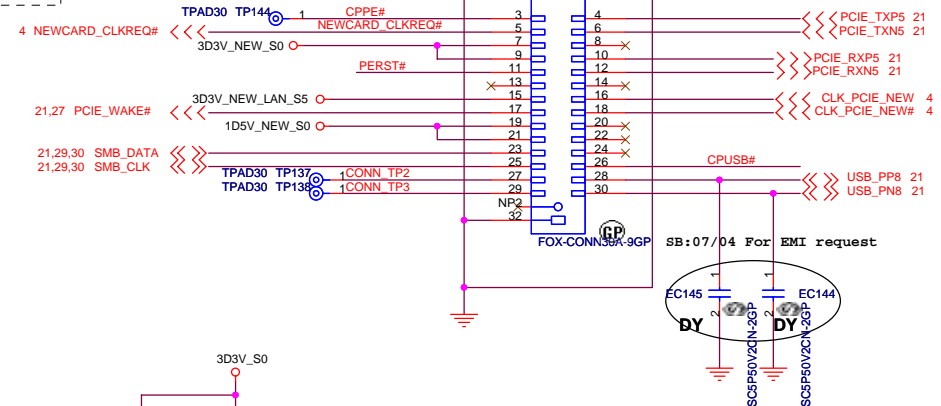 TPAD30 TP144 1 CPPE# 3 4 PCIE_TXP5 21
4 NEWCARD_CLKREQ# NEWCARD_CLKREQ# 5 6 PCIE_TXN5 21
3D3V_NEW_S0 7 8
9 10 PCIE_RXP5 21
PERST# 11 12 PCIE_RXN5 21
13 14
3D3V_NEW_LAN_S5 15 16 CLK_PCIE_NEW 4
21,27 PCIE_WAKE# 17 18 CLK_PCIE_NEW# 4
1D5V_NEW_S0 19 20
21 22
21,29,30 SMB_DATA 23 24
21,29,30 SMB_CLK 25 26 CPUSB#
TPAD30 TP137 1 CONN_TP2 27 28 USB_PP8 21
TPAD30 TP138 1 CONN_TP3 29 30 USB_PN8 21
NP2
32
GP
FOX-CONN30A-9GP SB:07/04 For EMI request
1 1
EC145 EC144
2 2
DY DY
SC5P50V2CN-2GP SC5P50V2CN-2GP
3D3V_S0